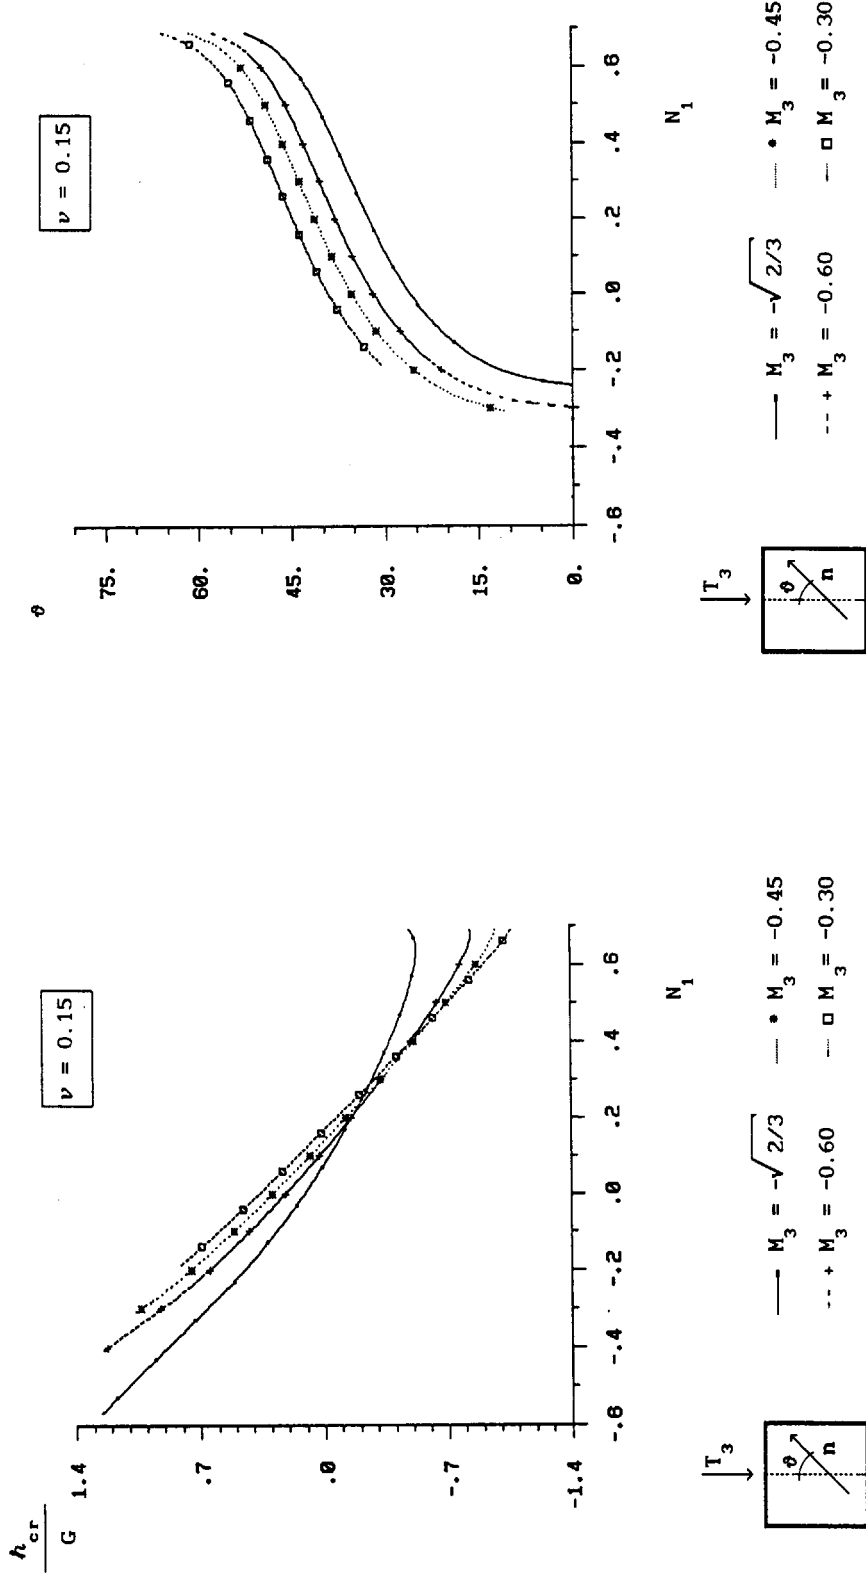 h_cr / G
ν = 0.15
1.4
.7
.0
-.7
-1.4
-.6 -.4 -.2 .0 .2 .4 .6
N_1
— M_3 = -√2/3 ······ * M_3 = -0.45
-- + M_3 = -0.60 --- □ M_3 = -0.30
T_3
ϑ
n
ϑ
ν = 0.15
75.
60.
45.
30.
15.
0.
-.6 -.4 -.2 .0 .2 .4 .6
N_1
— M_3 = -√2/3 ······ * M_3 = -0.45
-- + M_3 = -0.60 --- □ M_3 = -0.30
T_3
ϑ
n